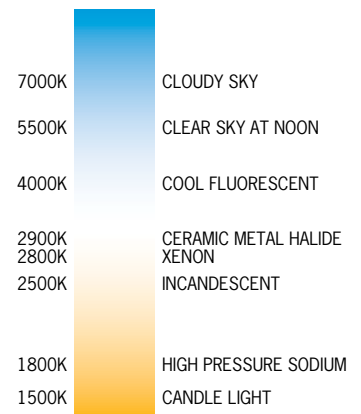 7000K CLOUDY SKY
5500K CLEAR SKY AT NOON
4000K COOL FLUORESCENT
2900K CERAMIC METAL HALIDE
2800K XENON
2500K INCANDESCENT
1800K HIGH PRESSURE SODIUM
1500K CANDLE LIGHT